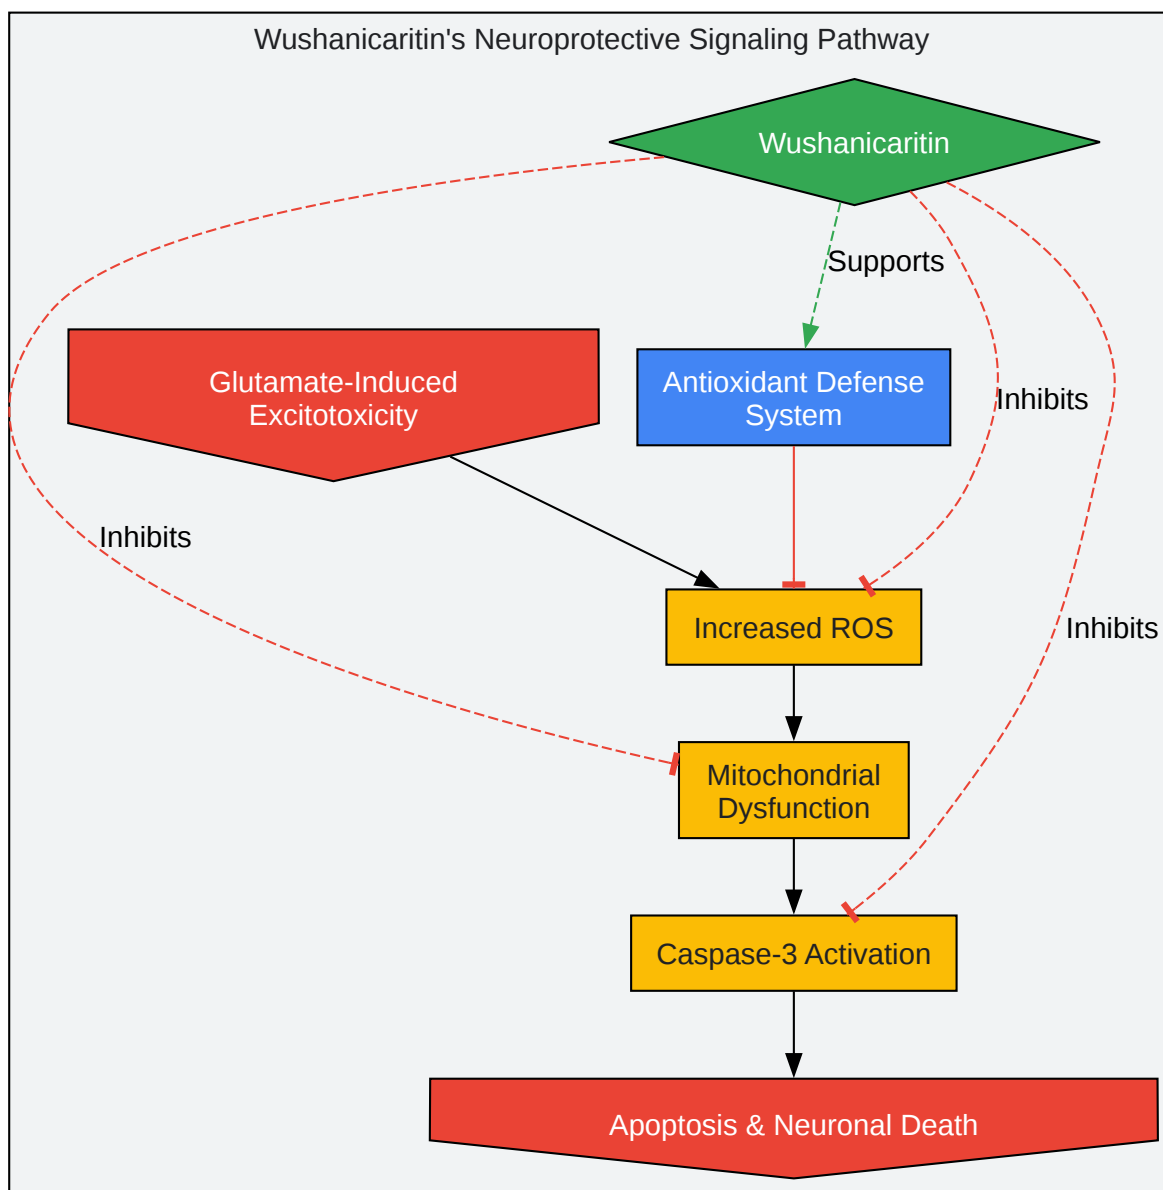 Wushanicaritin's Neuroprotective Signaling Pathway
Wushanicaritin
Supports
Glutamate-Induced
Excitotoxicity
Antioxidant Defense
System
Inhibits
Inhibits
Increased ROS
Inhibits
Mitochondrial
Dysfunction
Caspase-3 Activation
Apoptosis & Neuronal Death